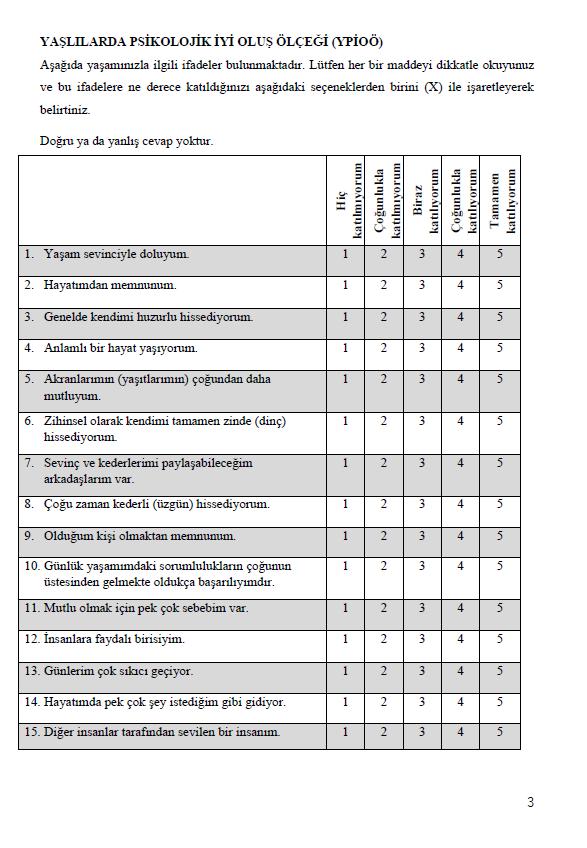 YAŞLILARDA PSİKOLOJİK İYİ OLUŞ ÖLÇEĞİ (YPİOÖ)
Aşağıda yaşamınızla ilgili ifadeler bulunmaktadır. Lütfen her bir maddeyi dikkatle okuyunuz
ve bu ifadelere ne derece katıldığınızı aşağıdaki seçeneklerden birini (X) ile işaretleyerek
belirtiniz.
Doğru ya da yanlış cevap yoktur.
Hiç
katılmıyorum
Çoğunlukla
katılmıyorum
Biraz
katılıyorum
Çoğunlukla
katılıyorum
Tamamen
katılıyorum
1. Yaşam sevinciyle doluyum. 1 2 3 4 5
2. Hayatımdan memnunum. 1 2 3 4 5
3. Genelde kendimi huzurlu hissediyorum. 1 2 3 4 5
4. Anlamlı bir hayat yaşıyorum. 1 2 3 4 5
5. Akranlarımın (yaşıtlarımın) çoğundan daha 1 2 3 4 5
mutluyum.
6. Zihinsel olarak kendimi tamamen zinde (dinç) 1 2 3 4 5
hissediyorum.
7. Sevinç ve kederlerimi paylaşabileceğim 1 2 3 4 5
arkadaşlarım var.
8. Çoğu zaman kederli (üzgün) hissediyorum. 1 2 3 4 5
9. Olduğum kişi olmaktan memnunum. 1 2 3 4 5
10. Günlük yaşamımdaki sorumlulukların çoğunun 1 2 3 4 5
üstesinden gelmekte oldukça başarılıyımdır.
11. Mutlu olmak için pek çok sebebim var. 1 2 3 4 5
12. İnsanlara faydalı birisiyim. 1 2 3 4 5
13. Günlerim çok sıkıcı geçiyor. 1 2 3 4 5
14. Hayatımda pek çok şey istediğim gibi gidiyor. 1 2 3 4 5
15. Diğer insanlar tarafından sevilen bir insanım. 1 2 3 4 5
3